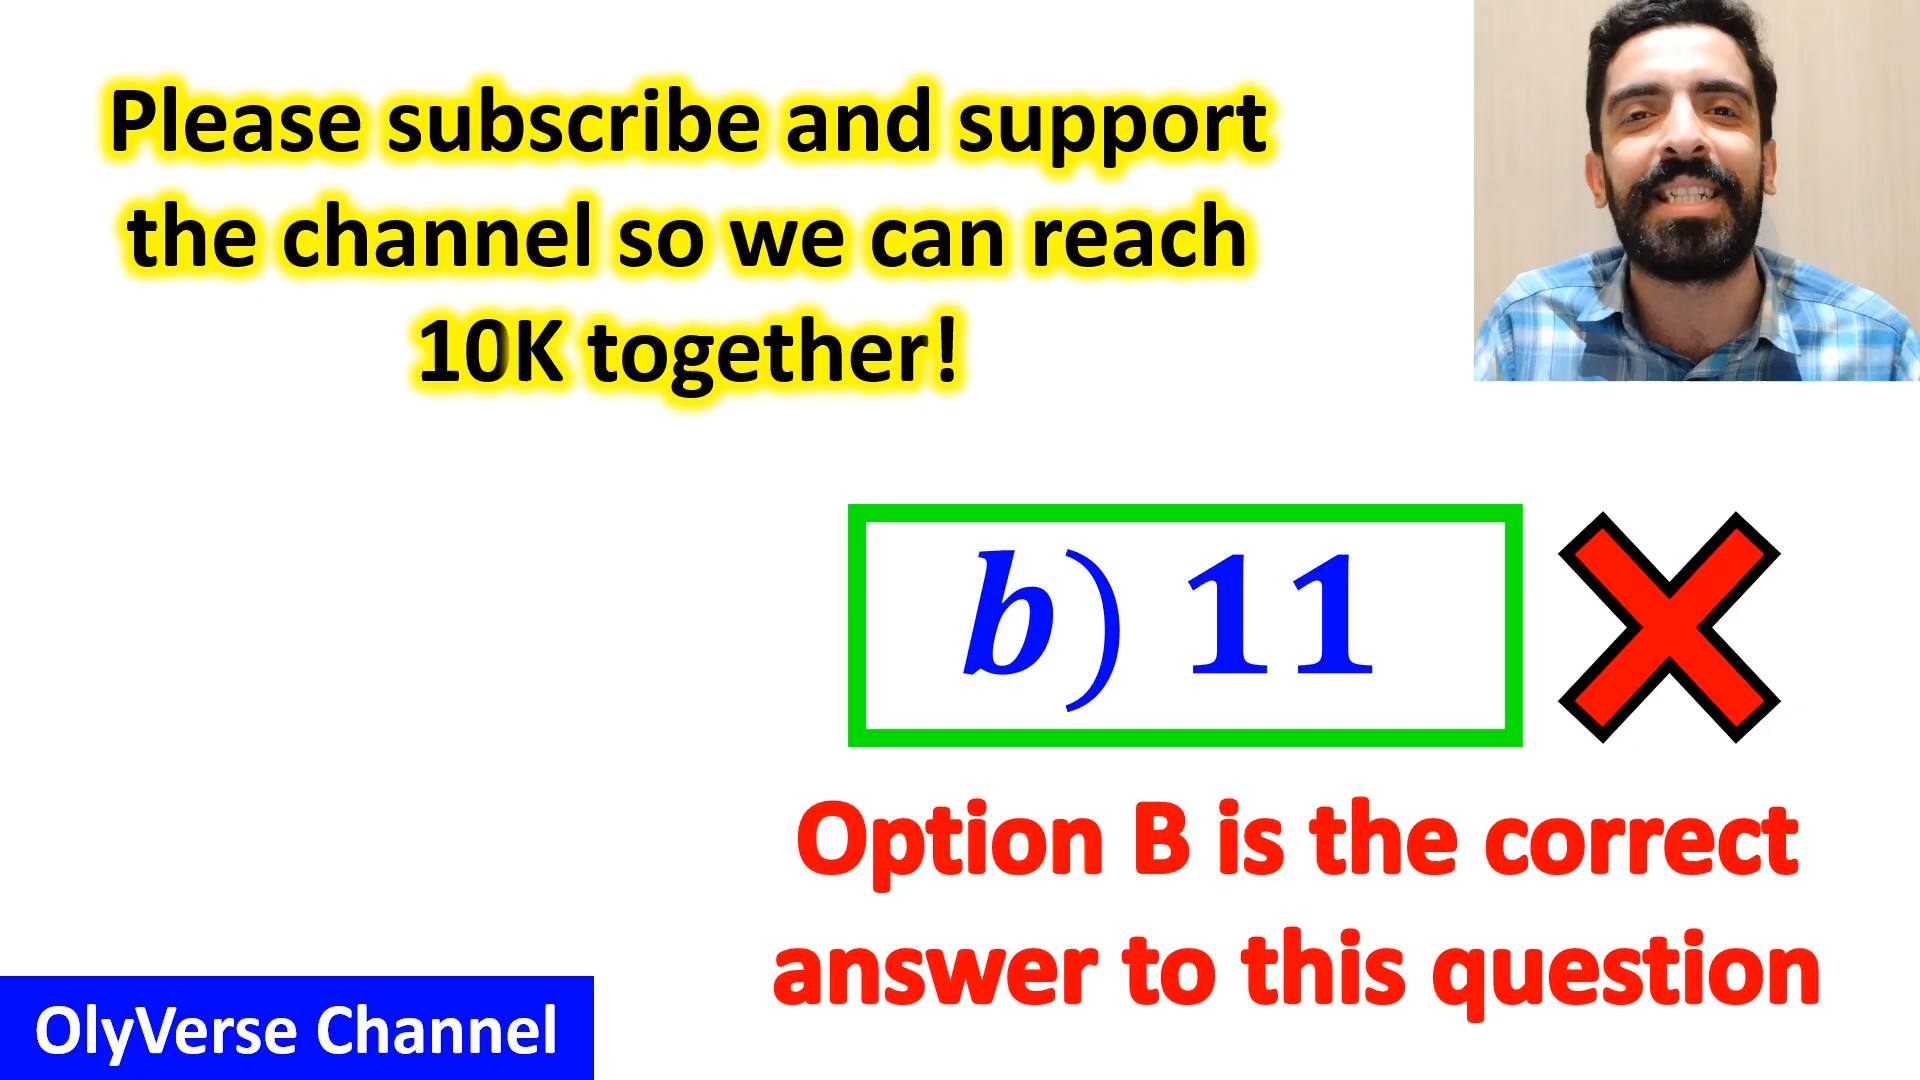 Please subscribe and support
the channel so we can reach
10K together!
b) 11
Option B is the correct
answer to this question
OlyVerse Channel